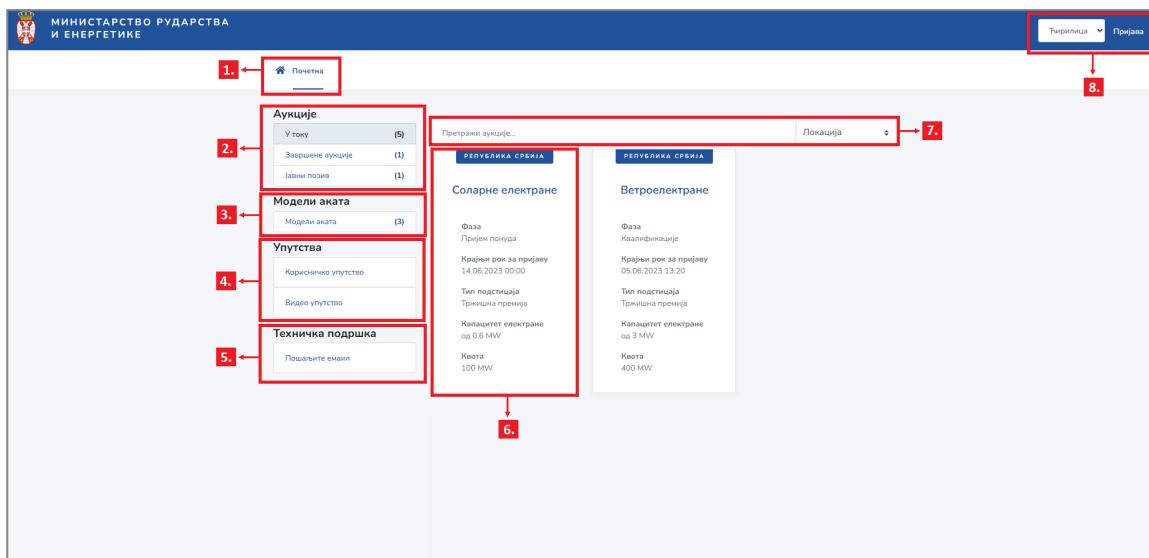 МИНИСТАРСТВО РУДАРСТВА
И ЕНЕРГЕТИКЕ
Ћирилица
Пријава
8.
1.
Почетна
2.
Аукције
У току (5)
Завршене аукције (1)
Јавни позив (1)
3.
Модели аката
Модели аката (3)
4.
Упутства
Корисничко упутство
Видео упутство
5.
Техничка подршка
Пошаљите емаил
Претражи аукције...
Локација
7.
РЕПУБЛИКА СРБИЈА
Соларне електране
Фаза
Пријем понуда
Крајњи рок за пријаву
14.06.2023 00:00
Тип подстицаја
Тржишна премија
Капацитет електране
од 0.6 MW
Квота
100 MW
6.
РЕПУБЛИКА СРБИЈА
Ветроелектране
Фаза
Квалификације
Крајњи рок за пријаву
05.06.2023 13:20
Тип подстицаја
Тржишна премија
Капацитет електране
од 3 MW
Квота
400 MW